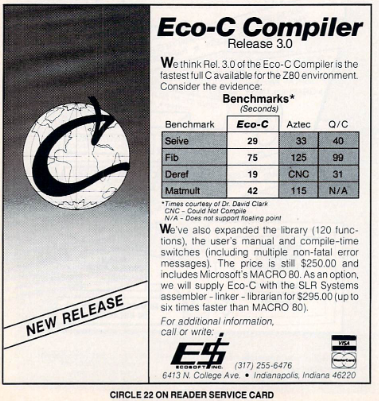 Eco-C Compiler
Release 3.0
We think Rel. 3.0 of the Eco-C Compiler is the
fastest full C available for the Z80 environment.
Consider the evidence:
Benchmarks*
(Seconds)
Benchmark Eco-C Aztec Q/C
Seive 29 33 40
Fib 75 125 99
Deref 19 CNC 31
Matmult 42 115 N/A
*Times courtesy of Dr. David Clark
CNC - Could Not Compile
N/A - Does not support floating point
We've also expanded the library (120 func-
tions), the user's manual and compile-time
switches (including multiple non-fatal error
messages). The price is still $250.00 and
includes Microsoft's MACRO 80. As an option,
we will supply Eco-C with the SLR Systems
assembler - linker - librarian for $295.00 (up to
six times faster than MACRO 80).
For additional information,
call or write:
NEW RELEASE
ECOSOFT INC.
(317) 255-6476
6413 N. College Ave. • Indianapolis, Indiana 46220
VISA
MasterCard
CIRCLE 22 ON READER SERVICE CARD